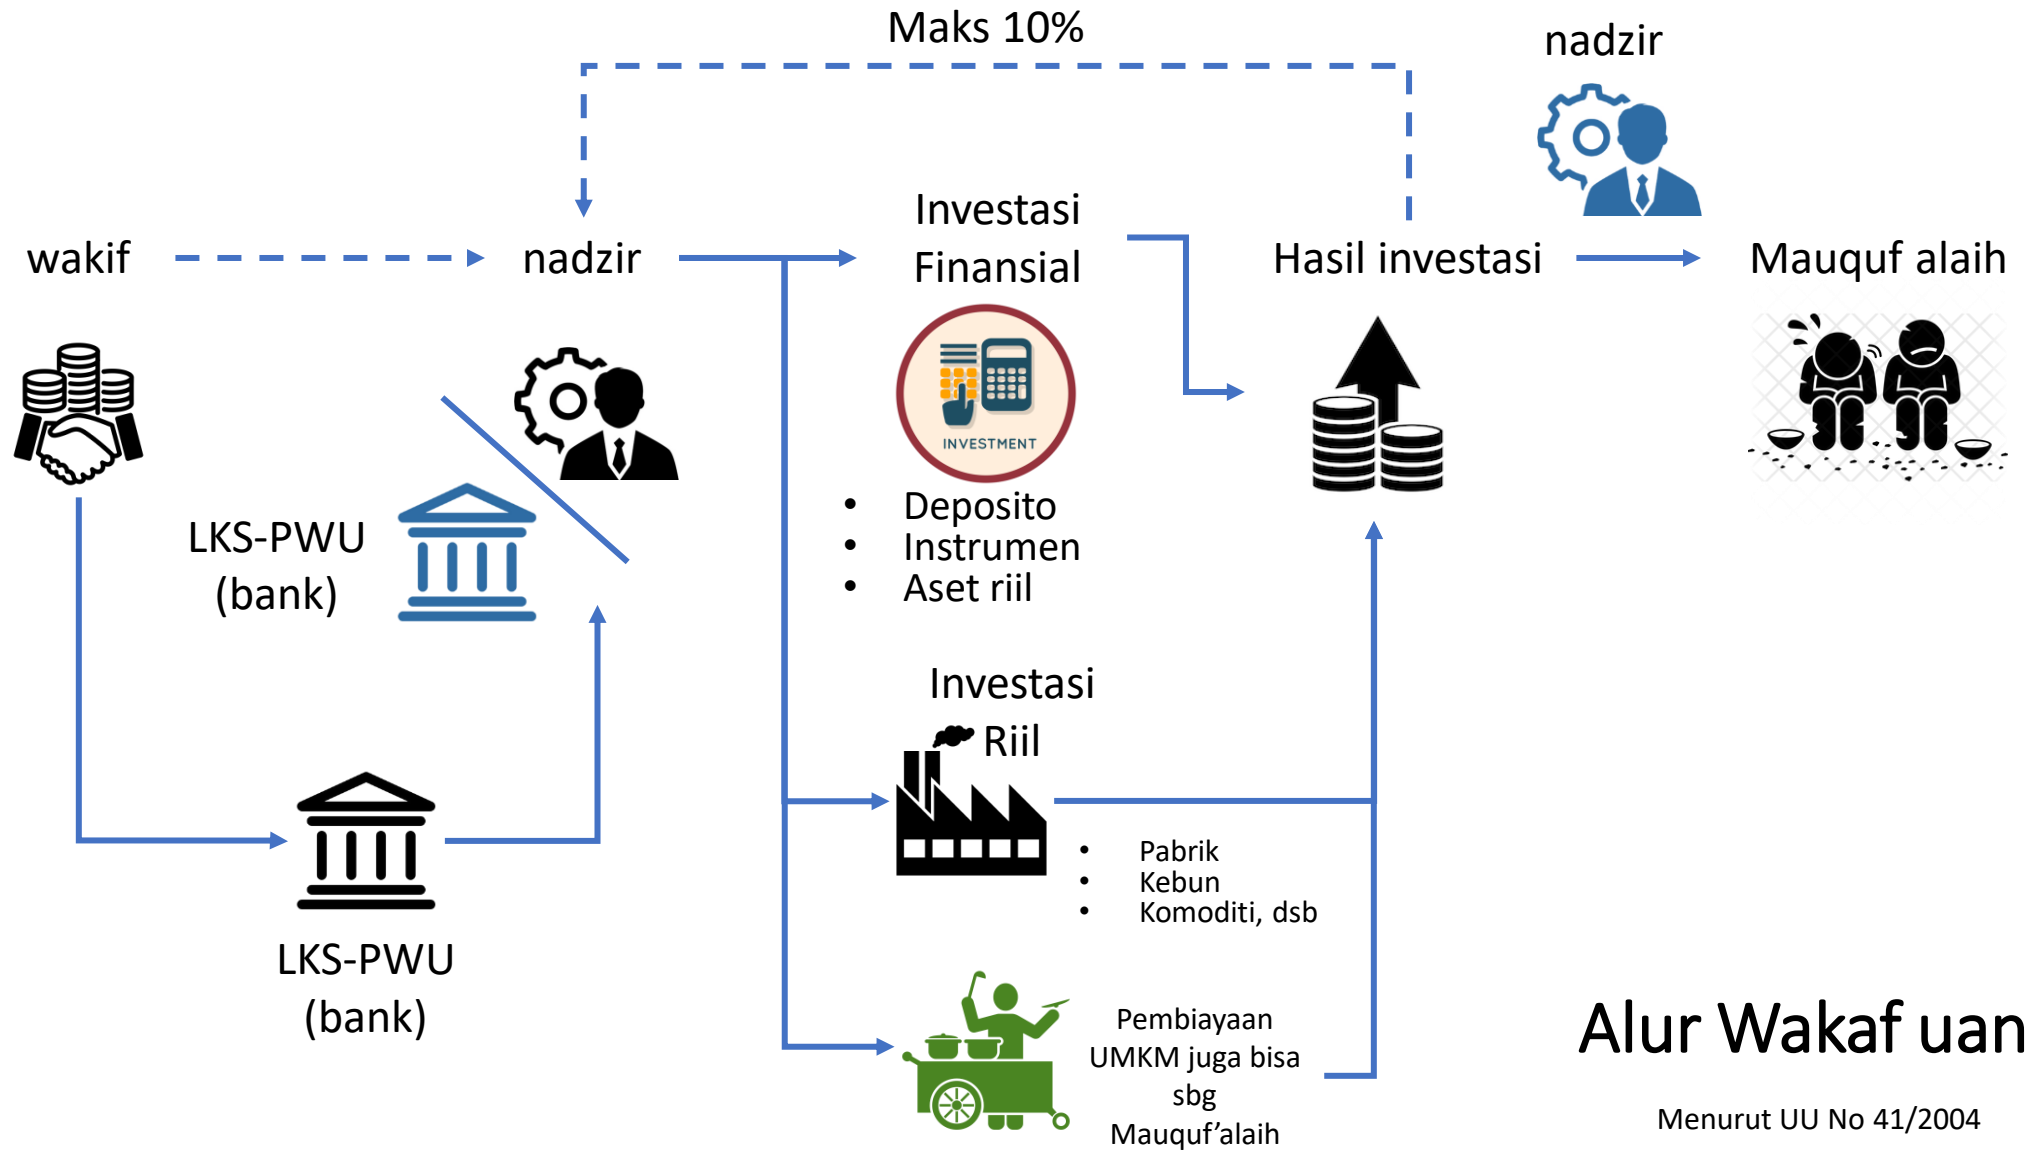 Maks 10%
nadzir
wakif
nadzir
Investasi
Finansial
INVESTMENT
• Deposito
• Instrumen
• Aset riil
Hasil investasi
Mauquf alaih
LKS-PWU
(bank)
LKS-PWU
(bank)
Investasi
Riil
• Pabrik
• Kebun
• Komoditi, dsb
Pembiayaan
UMKM juga bisa
sbg
Mauquf’alaih
Alur Wakaf uan
Menurut UU No 41/2004